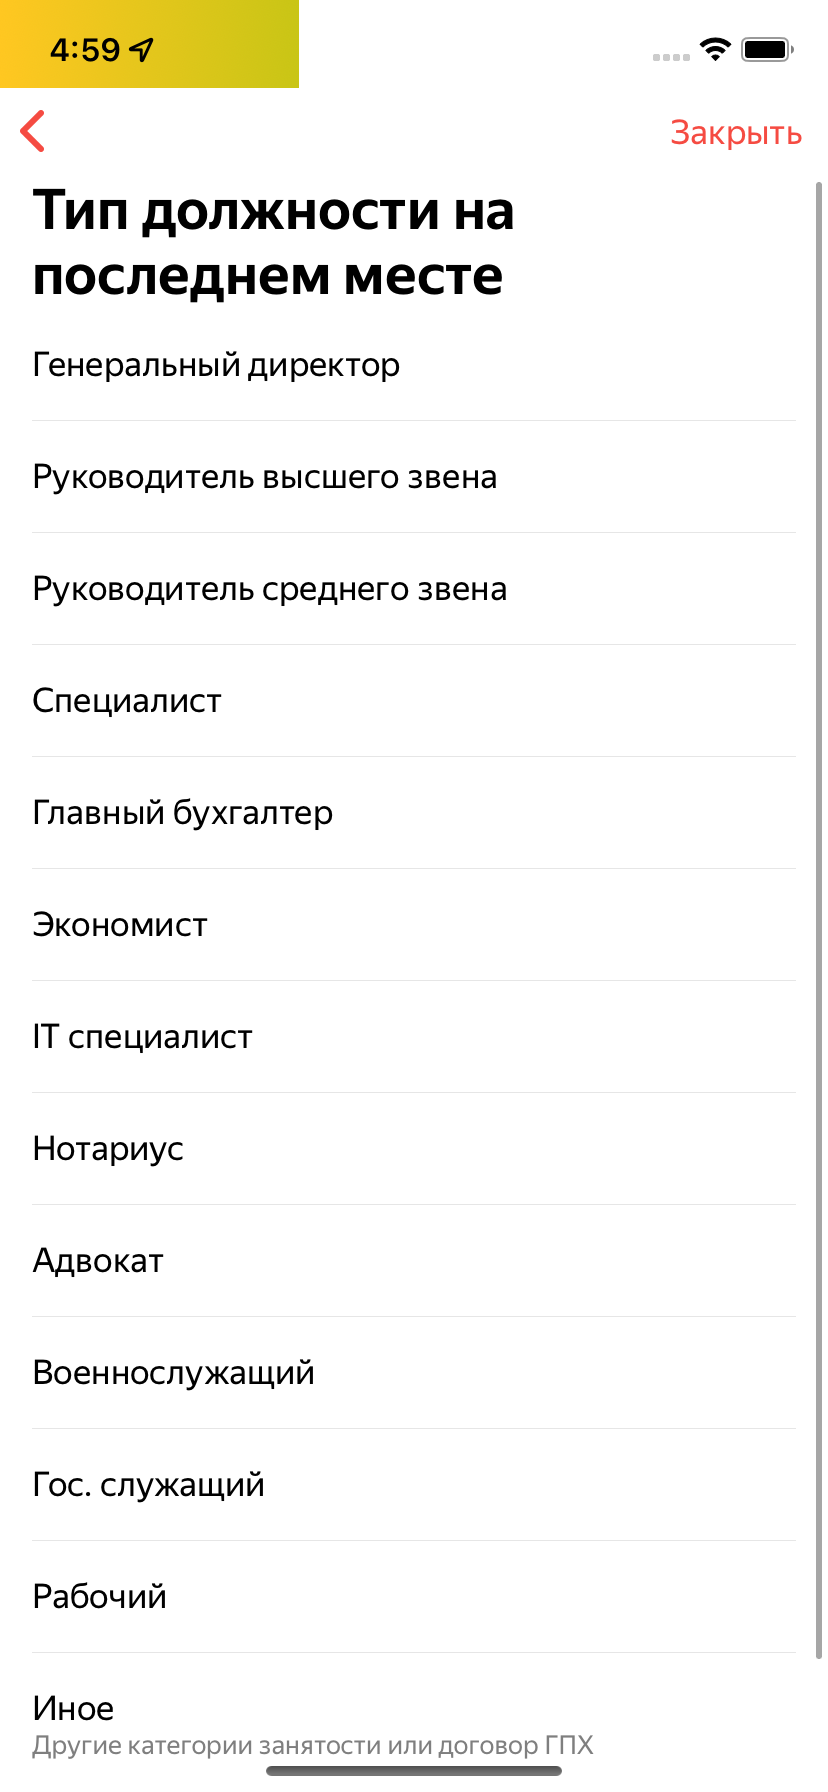 4:59
Закрыть
Тип должности на
последнем месте
Генеральный директор
Руководитель высшего звена
Руководитель среднего звена
Специалист
Главный бухгалтер
Экономист
IT специалист
Нотариус
Адвокат
Военнослужащий
Гос. служащий
Рабочий
Иное
Другие категории занятости или договор ГПХ